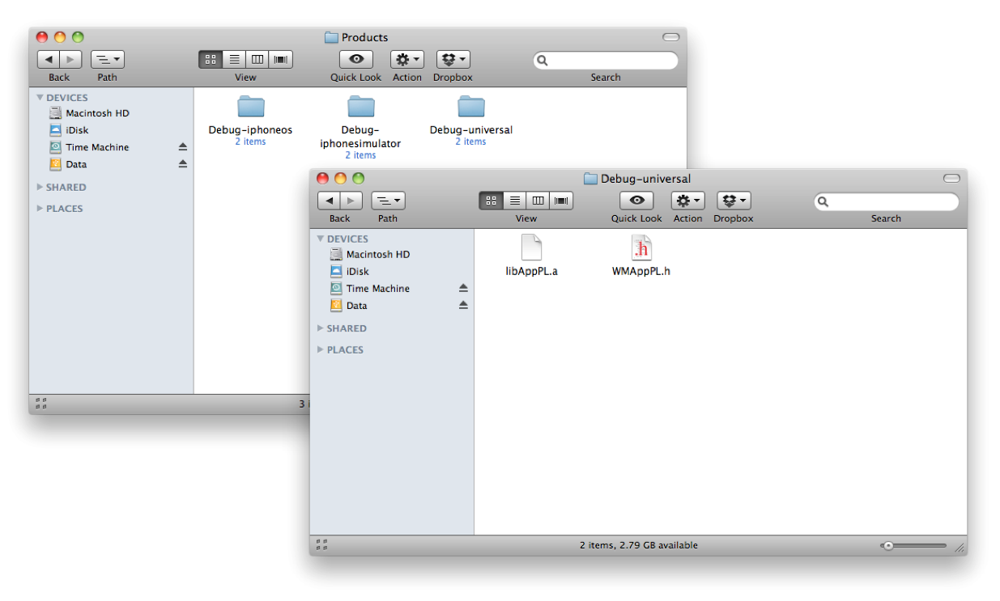 Products
Back Path View Quick Look Action Dropbox Search
DEVICES
Macintosh HD
iDisk
Time Machine
Data
SHARED
PLACES
Debug-iphoneos
2 items
Debug-
iphonesimulator
2 items
Debug-universal
2 items
3
Debug-universal
Back Path View Quick Look Action Dropbox Search
DEVICES
Macintosh HD
iDisk
Time Machine
Data
SHARED
PLACES
libAppPL.a
.h
WMAppPL.h
2 items, 2.79 GB available